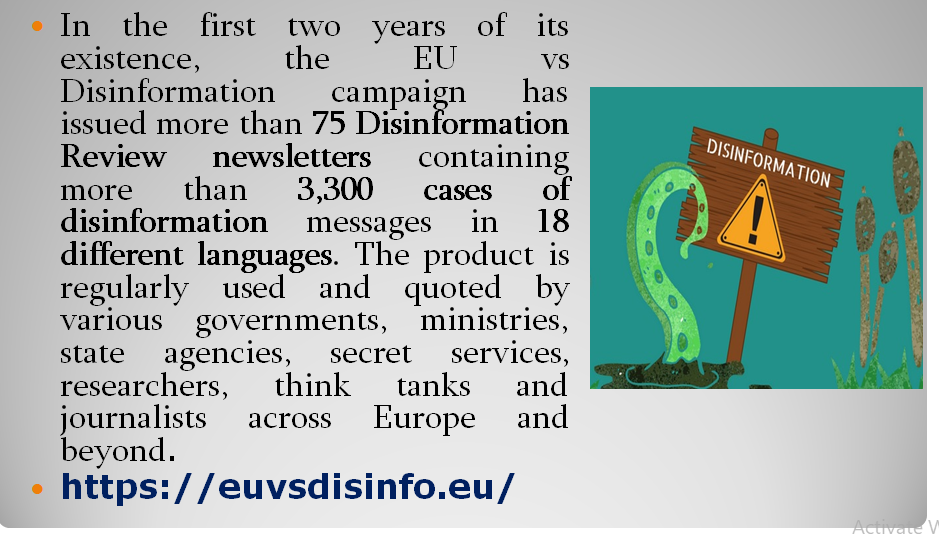 In the first two years of its
existence, the EU vs
Disinformation campaign has
issued more than 75 Disinformation
Review newsletters containing
more than 3,300 cases of
disinformation messages in 18
different languages. The product is
regularly used and quoted by
various governments, ministries,
state agencies, secret services,
researchers, think tanks and
journalists across Europe and
beyond.
https://euvsdisinfo.eu/
DISINFORMATION
!
Activate W